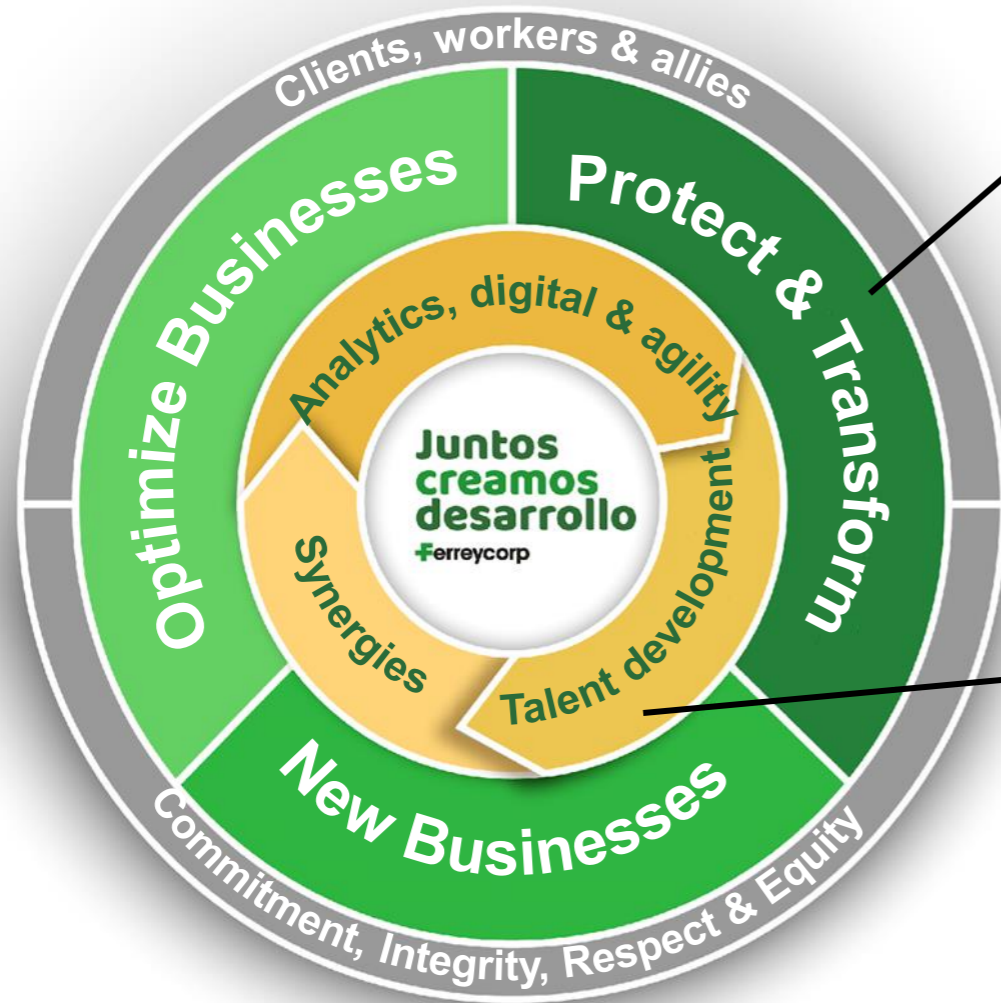 Clients, workers & allies
Optimize Businesses
Protect & Transform
Analytics, digital & agility
Juntos
creamos
desarrollo
Ferreycorp
Synergies
Talent development
New Businesses
Commitment, Integrity, Respect & Equity